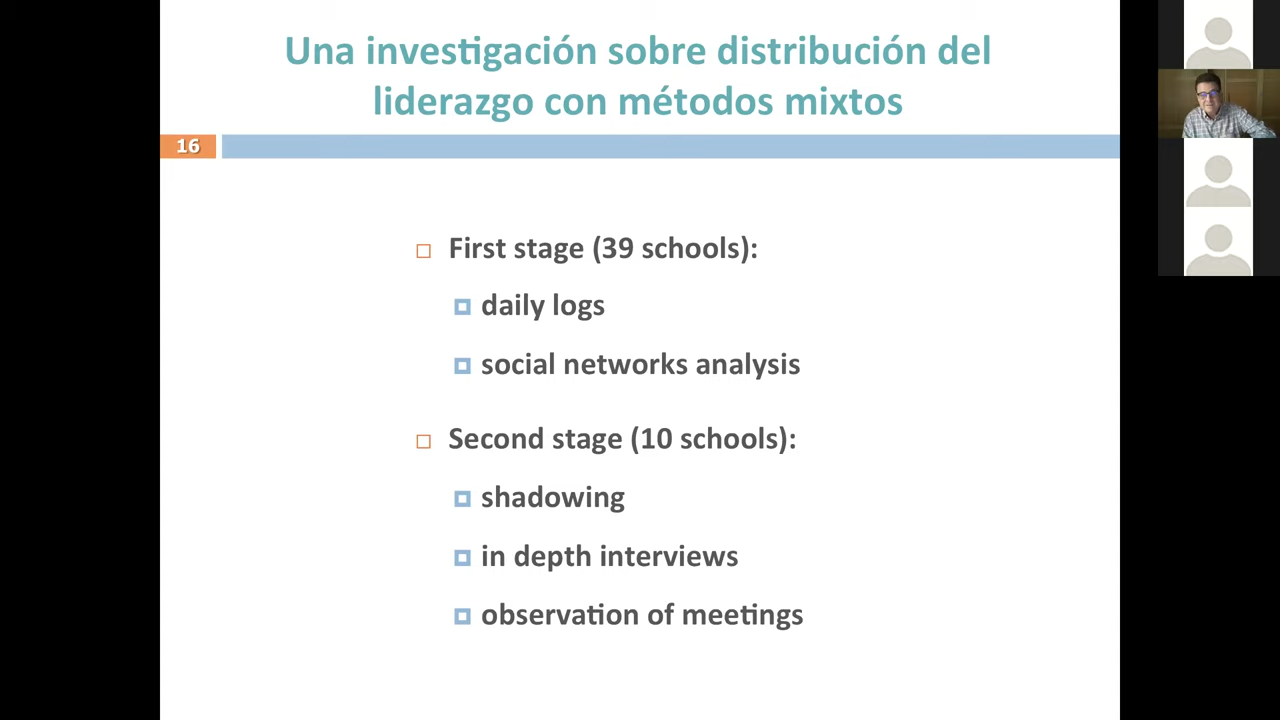 Una investigación sobre distribución del
liderazgo con métodos mixtos
16
First stage (39 schools):
daily logs
social networks analysis
Second stage (10 schools):
shadowing
in depth interviews
observation of meetings